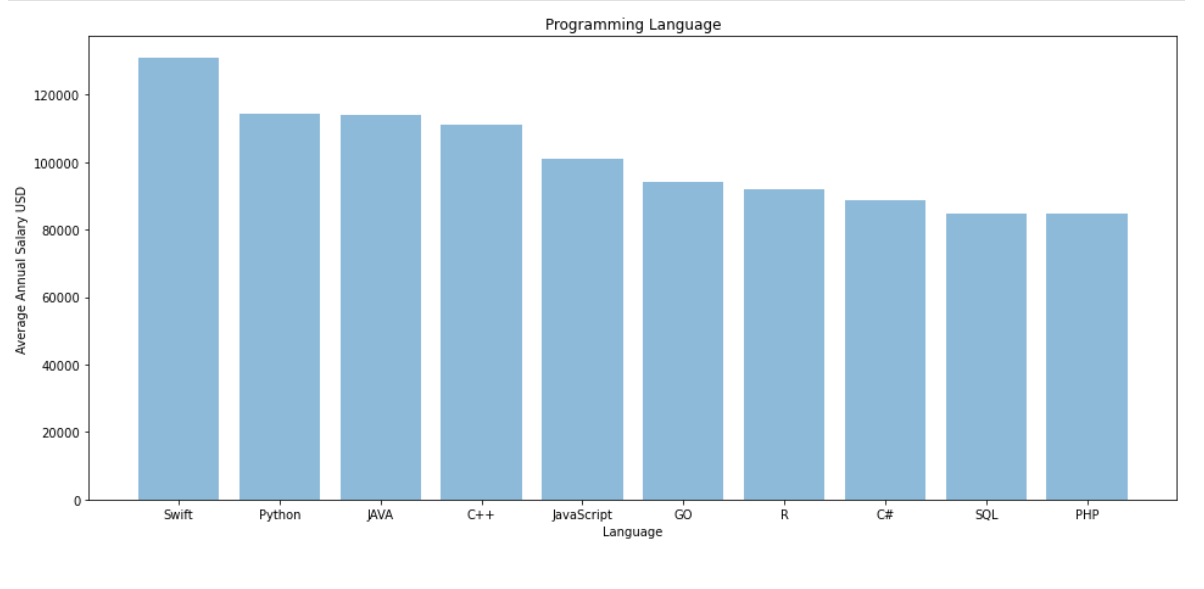 Programming Language
120000
100000
80000
60000
40000
20000
0
Average Annual Salary USD
Swift Python JAVA C++ JavaScript GO R C# SQL PHP
Language